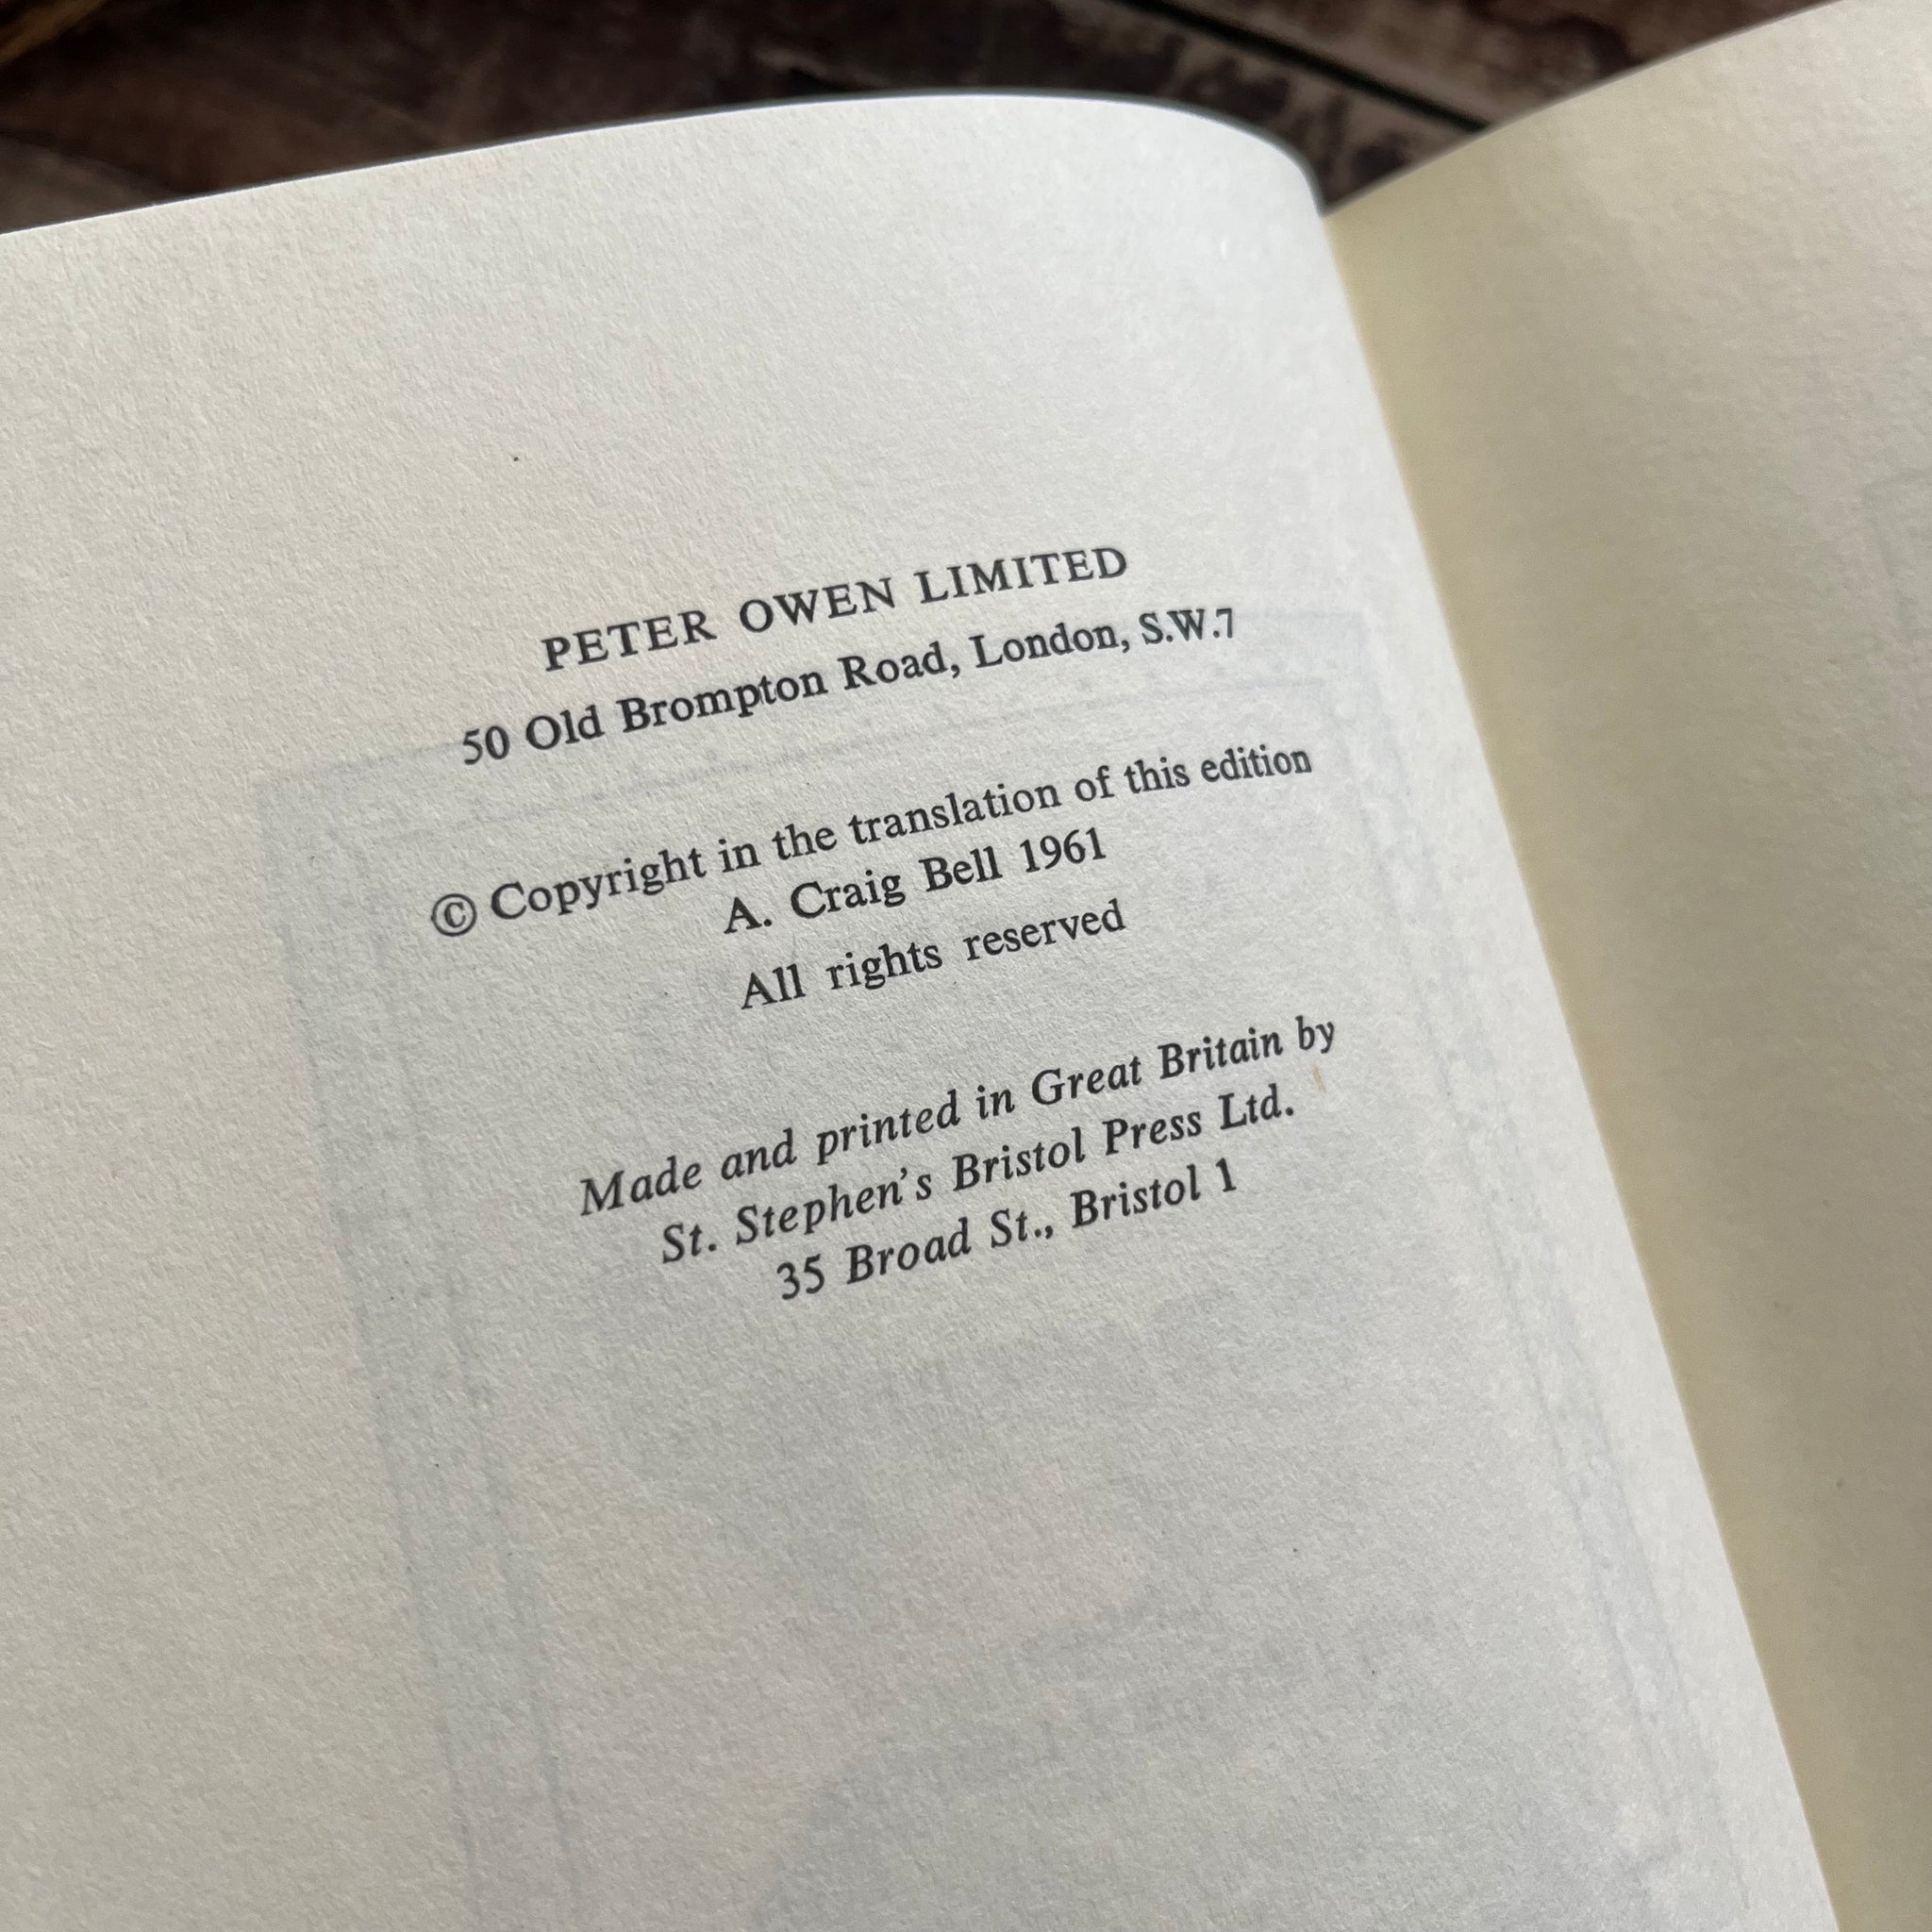 PETER OWEN LIMITED
50 Old Brompton Road, London, S.W.7
© Copyright in the translation of this edition
A. Craig Bell 1961
All rights reserved
Made and printed in Great Britain by
St. Stephen's Bristol Press Ltd.
35 Broad St., Bristol 1